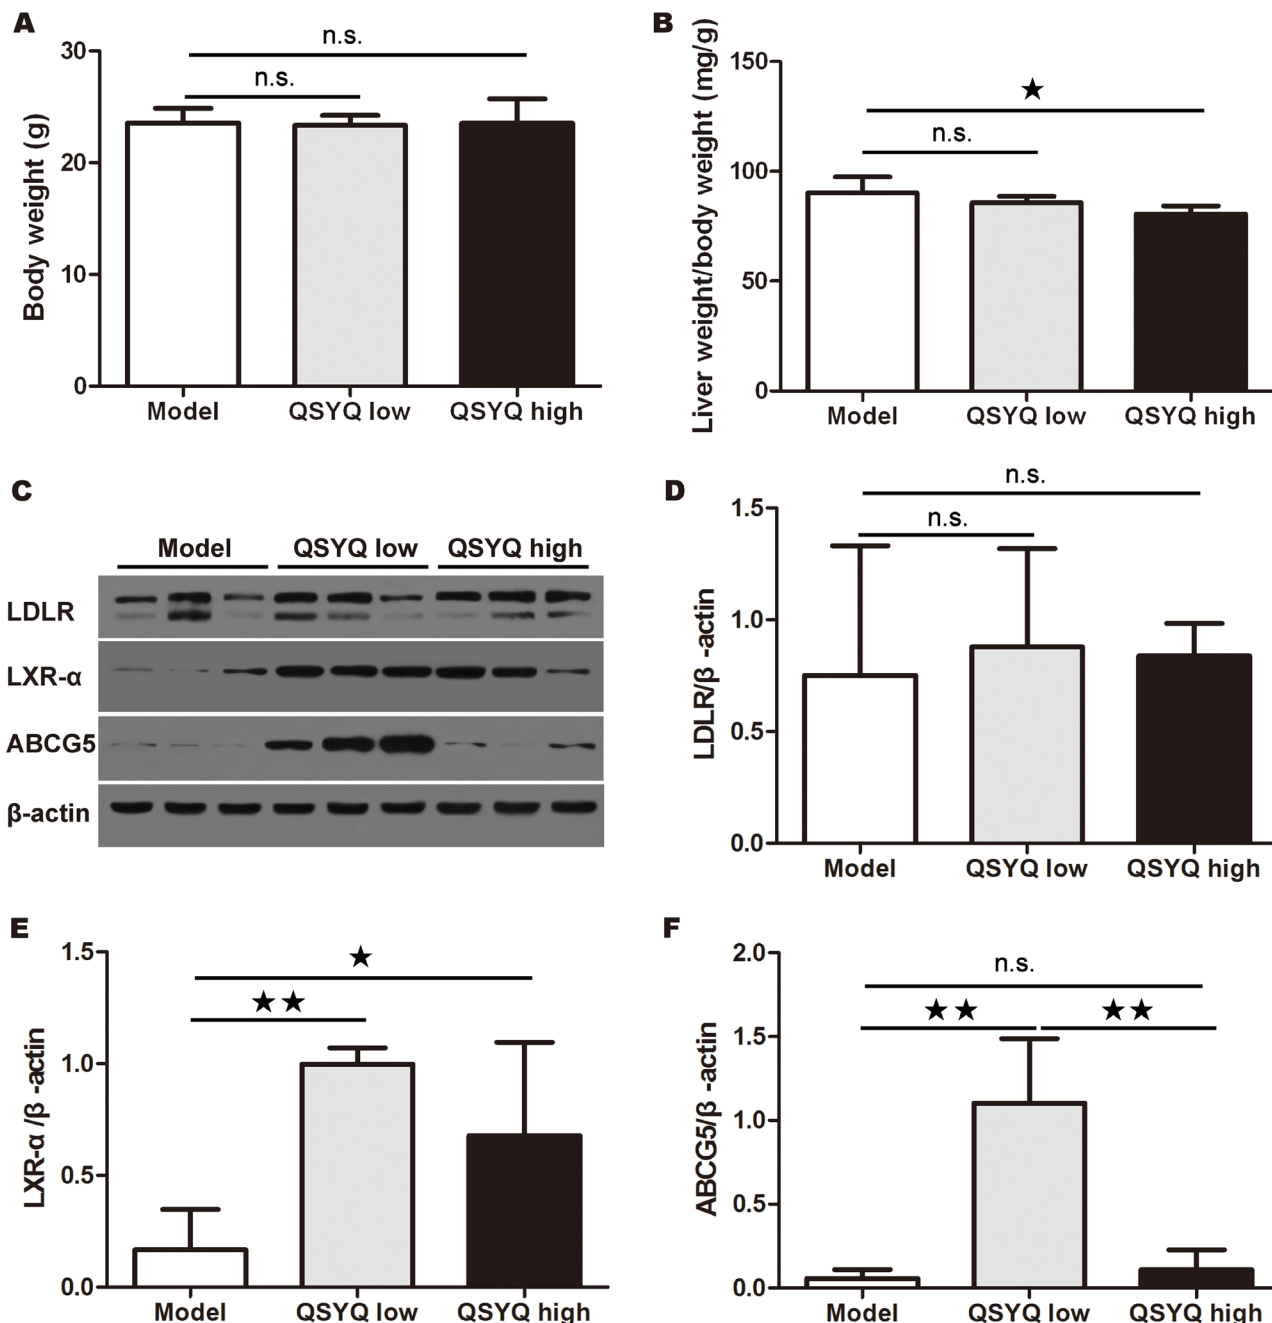 A
Body weight (g)
30
20
10
0
n.s.
n.s.
Model QSYQ low QSYQ high
B
Liver weight/body weight (mg/g)
150
100
50
0
★
n.s.
Model QSYQ low QSYQ high
C
Model QSYQ low QSYQ high
LDLR
LXR-α
ABCG5
β-actin
D
LDLR/β -actin
1.5
1.0
0.5
0.0
n.s.
n.s.
Model QSYQ low QSYQ high
E
LXR-α /β -actin
1.5
1.0
0.5
0.0
★
★★
Model QSYQ low QSYQ high
F
ABCG5/β -actin
2.0
1.5
1.0
0.5
0.0
n.s.
★★ ★★
Model QSYQ low QSYQ high